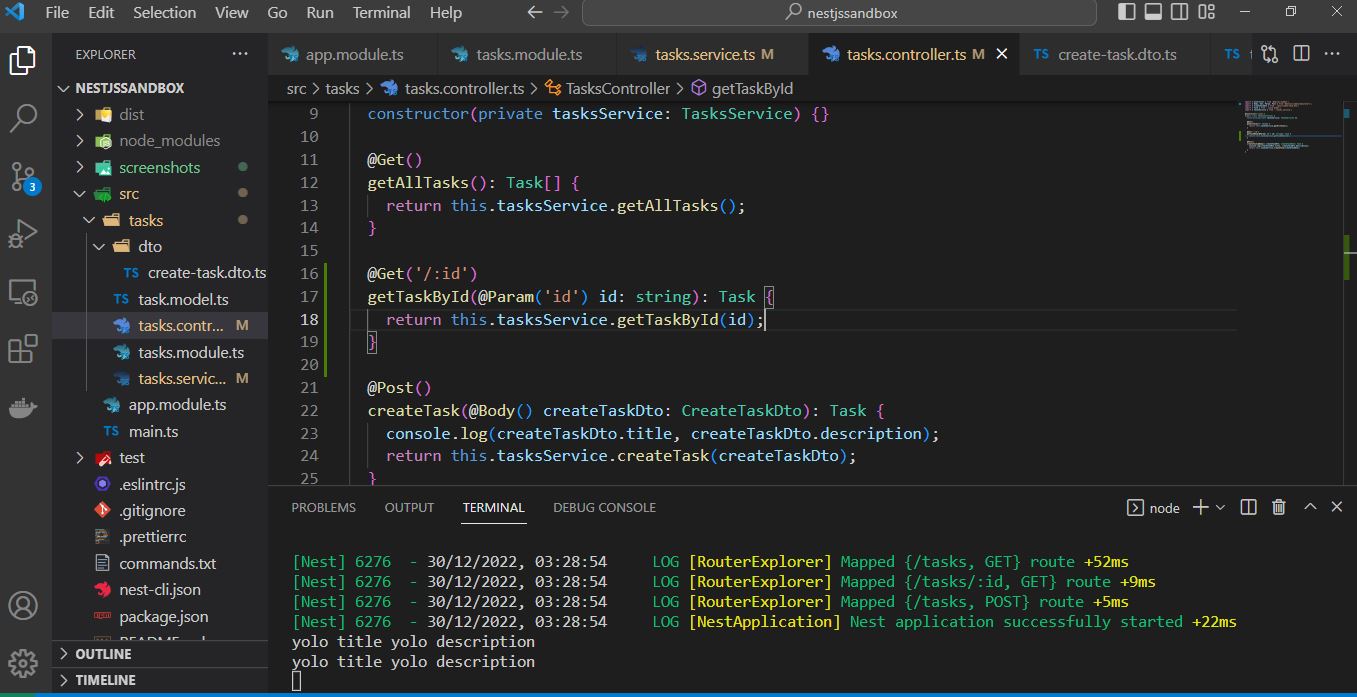 File Edit Selection View Go Run Terminal Help nestjssandbox
EXPLORER
NESTJSSANDBOX
dist
node_modules
screenshots
src
tasks
dto
TS create-task.dto.ts
TS task.model.ts
tasks.contr... M
tasks.module.ts
tasks.servic... M
app.module.ts
TS main.ts
test
.eslintrc.js
.gitignore
.prettierrc
commands.txt
nest-cli.json
package.json
OUTLINE
TIMELINE
3
app.module.ts tasks.module.ts tasks.service.ts M tasks.controller.ts M TS create-task.dto.ts TS
src > tasks > tasks.controller.ts > TasksController > getTaskById
9 constructor(private tasksService: TasksService) {}
10
11 @Get()
12 getAllTasks(): Task[] {
13 return this.tasksService.getAllTasks();
14 }
15
16 @Get('/:id')
17 getTaskById(@Param('id') id: string): Task {
18 return this.tasksService.getTaskById(id);
19 }
20
21 @Post()
22 createTask(@Body() createTaskDto: CreateTaskDto): Task {
23 console.log(createTaskDto.title, createTaskDto.description);
24 return this.tasksService.createTask(createTaskDto);
25 }
PROBLEMS OUTPUT TERMINAL DEBUG CONSOLE node
[Nest] 6276 - 30/12/2022, 03:28:54 LOG [RouterExplorer] Mapped {/tasks, GET} route +52ms
[Nest] 6276 - 30/12/2022, 03:28:54 LOG [RouterExplorer] Mapped {/tasks/:id, GET} route +9ms
[Nest] 6276 - 30/12/2022, 03:28:54 LOG [RouterExplorer] Mapped {/tasks, POST} route +5ms
[Nest] 6276 - 30/12/2022, 03:28:54 LOG [NestApplication] Nest application successfully started +22ms
yolo title yolo description
yolo title yolo description